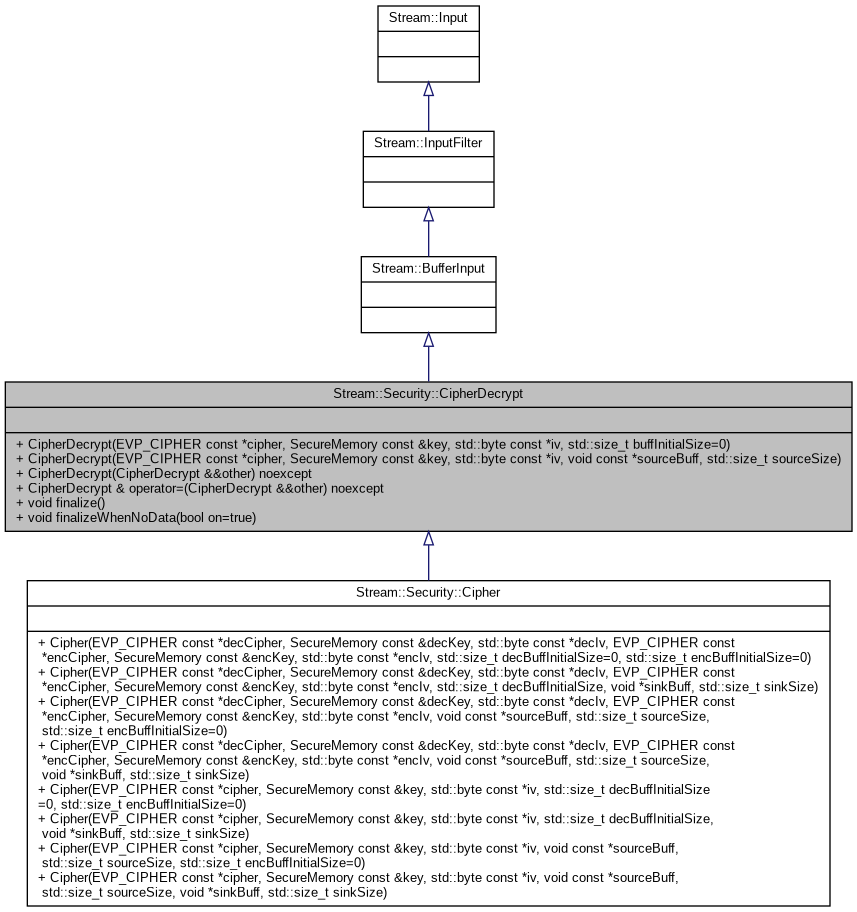 Stream::Input
Stream::InputFilter
Stream::BufferInput
Stream::Security::CipherDecrypt
+ CipherDecrypt(EVP_CIPHER const *cipher, SecureMemory const &key, std::byte const *iv, std::size_t buffInitialSize=0)
+ CipherDecrypt(EVP_CIPHER const *cipher, SecureMemory const &key, std::byte const *iv, void const *sourceBuff, std::size_t sourceSize)
+ CipherDecrypt(CipherDecrypt &&other) noexcept
+ CipherDecrypt & operator=(CipherDecrypt &&other) noexcept
+ void finalize()
+ void finalizeWhenNoData(bool on=true)
Stream::Security::Cipher
+ Cipher(EVP_CIPHER const *decCipher, SecureMemory const &decKey, std::byte const *decIv, EVP_CIPHER const
*encCipher, SecureMemory const &encKey, std::byte const *encIv, std::size_t decBuffInitialSize=0, std::size_t encBuffInitialSize=0)
+ Cipher(EVP_CIPHER const *decCipher, SecureMemory const &decKey, std::byte const *decIv, EVP_CIPHER const
*encCipher, SecureMemory const &encKey, std::byte const *encIv, std::size_t decBuffInitialSize, void *sinkBuff, std::size_t sinkSize)
+ Cipher(EVP_CIPHER const *decCipher, SecureMemory const &decKey, std::byte const *decIv, EVP_CIPHER const
*encCipher, SecureMemory const &encKey, std::byte const *encIv, void const *sourceBuff, std::size_t sourceSize,
std::size_t encBuffInitialSize=0)
+ Cipher(EVP_CIPHER const *decCipher, SecureMemory const &decKey, std::byte const *decIv, EVP_CIPHER const
*encCipher, SecureMemory const &encKey, std::byte const *encIv, void const *sourceBuff, std::size_t sourceSize,
void *sinkBuff, std::size_t sinkSize)
+ Cipher(EVP_CIPHER const *cipher, SecureMemory const &key, std::byte const *iv, std::size_t decBuffInitialSize
=0, std::size_t encBuffInitialSize=0)
+ Cipher(EVP_CIPHER const *cipher, SecureMemory const &key, std::byte const *iv, std::size_t decBuffInitialSize,
void *sinkBuff, std::size_t sinkSize)
+ Cipher(EVP_CIPHER const *cipher, SecureMemory const &key, std::byte const *iv, void const *sourceBuff,
std::size_t sourceSize, std::size_t encBuffInitialSize=0)
+ Cipher(EVP_CIPHER const *cipher, SecureMemory const &key, std::byte const *iv, void const *sourceBuff,
std::size_t sourceSize, void *sinkBuff, std::size_t sinkSize)